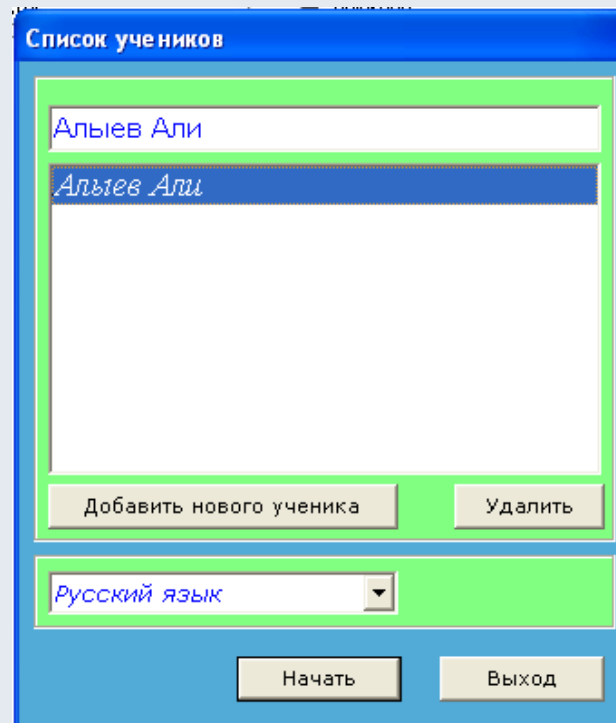 Список учеников
Алыев Али
Алыев Али
Добавить нового ученика
Удалить
Русский язык
Начать
Выход